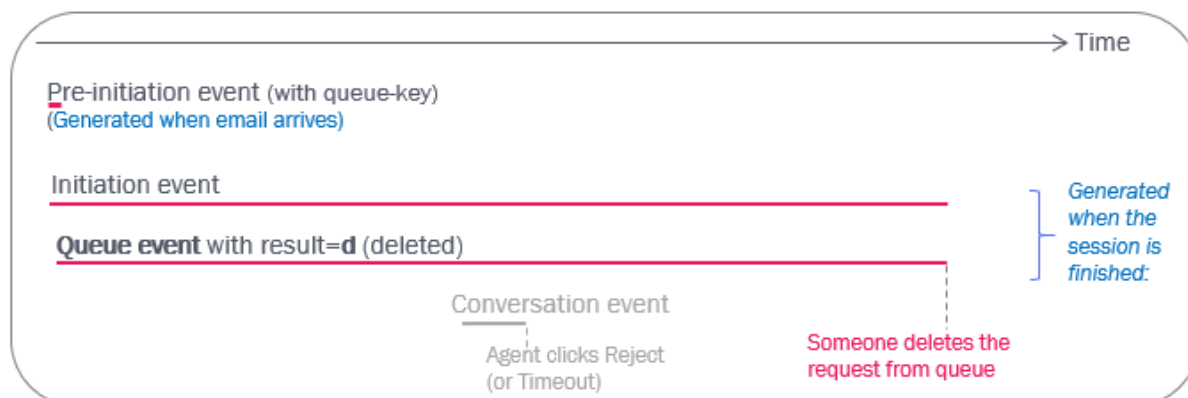 Time
Pre-initiation event (with queue-key)
(Generated when email arrives)
Initiation event
Generated
when the
session is
finished:
Queue event with result=d (deleted)
Conversation event
Agent clicks Reject
(or Timeout)
Someone deletes the
request from queue